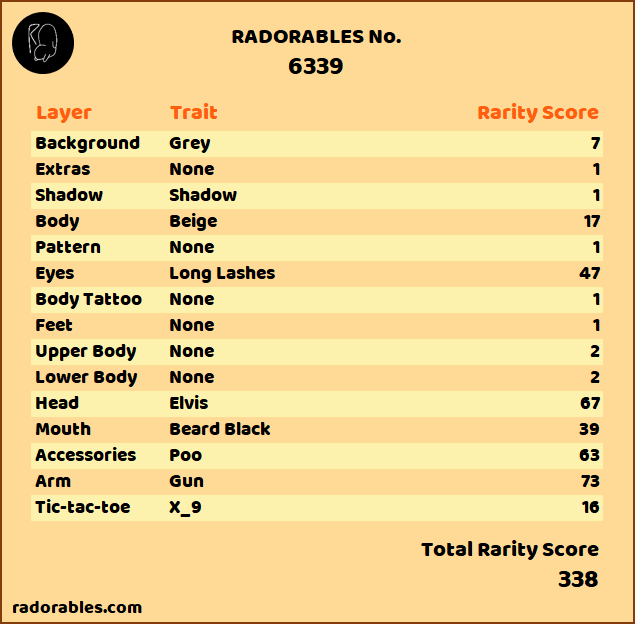 RADORABLES No.
6339
Layer Trait Rarity Score
Background Grey 7
Extras None 1
Shadow Shadow 1
Body Beige 17
Pattern None 1
Eyes Long Lashes 47
Body Tattoo None 1
Feet None 1
Upper Body None 2
Lower Body None 2
Head Elvis 67
Mouth Beard Black 39
Accessories Poo 63
Arm Gun 73
Tic-tac-toe X_9 16
Total Rarity Score
338
radorables.com